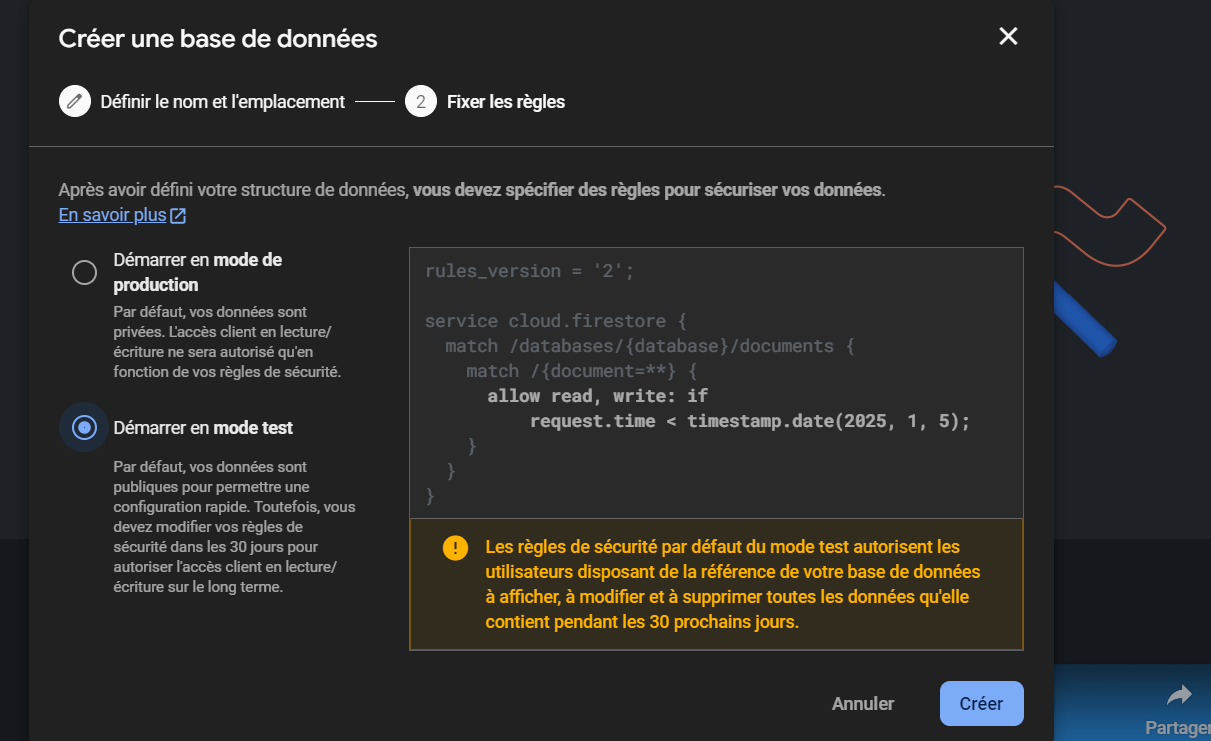 Créer une base de données
Définir le nom et l'emplacement
2 Fixer les règles
Après avoir défini votre structure de données, vous devez spécifier des règles pour sécuriser vos données.
En savoir plus
Démarrer en mode de
production
Par défaut, vos données sont
privées. L'accès client en lecture/
écriture ne sera autorisé qu'en
fonction de vos règles de sécurité.
Démarrer en mode test
Par défaut, vos données sont
publiques pour permettre une
configuration rapide. Toutefois, vous
devez modifier vos règles de
sécurité dans les 30 jours pour
autoriser l'accès client en lecture/
écriture sur le long terme.
rules_version = '2';
service cloud.firestore {
match /databases/{database}/documents {
match /{document=**} {
allow read, write: if
request.time < timestamp.date(2025, 1, 5);
}
}
}
Les règles de sécurité par défaut du mode test autorisent les
utilisateurs disposant de la référence de votre base de données
à afficher, à modifier et à supprimer toutes les données qu'elle
contient pendant les 30 prochains jours.
Annuler
Créer
Partager